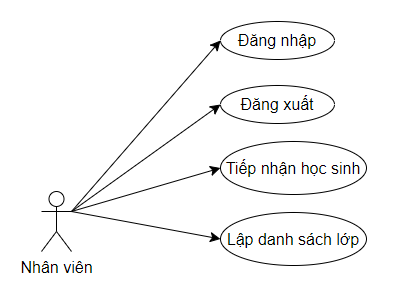 Đăng nhập
Đăng xuất
Tiếp nhận học sinh
Lập danh sách lớp
Nhân viên